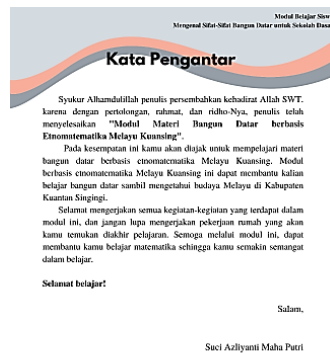 Modul Belajar Sisw
Mengenal Sifat-Sifat Bangun Datar untuk Sekolah Dasa
Kata Pengantar
Syukur Alhamdulillah penulis persembahkan kehadirat Allah SWT.
karena dengan pertolongan, rahmat, dan ridho-Nya, penulis telah
menyelesaikan "Modul Materi Bangun Datar berbasis
Etnomatematika Melayu Kuansing".
Pada kesempatan ini kamu akan diajak untuk mempelajari materi
bangun datar berbasis etnomatematika Melayu Kuansing. Modul
berbasis etnomatematika Melayu Kuansing ini dapat membantu kalian
belajar bangun datar sambil mengetahui budaya Melayu di Kabupaten
Kuantan Singingi.
Selamat mengerjakan semua kegiatan-kegiatan yang terdapat dalam
modul ini, dan jangan lupa mengerjakan pekerjaan rumah yang akan
kamu temukan diakhir pelajaran. Semoga melalui modul ini, dapat
membantu kamu belajar matematika sehingga kamu semakin semangat
dalam belajar.
Selamat belajar!
Salam,
Suci Azliyanti Maha Putri